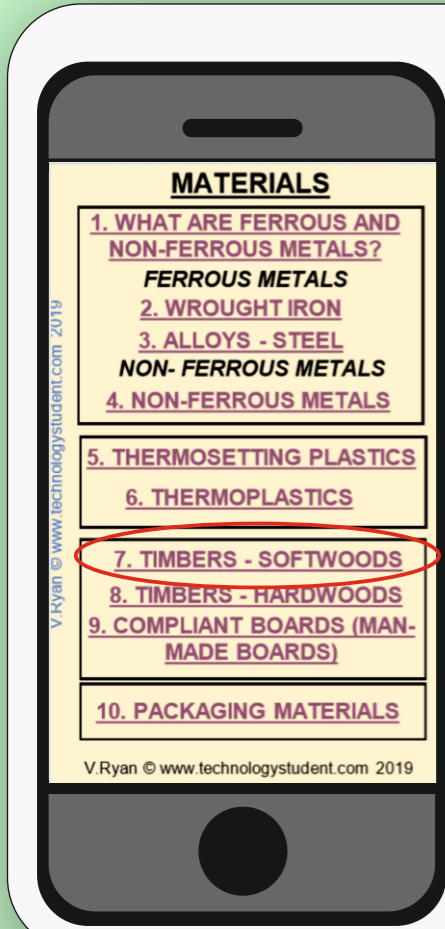 MATERIALS
1. WHAT ARE FERROUS AND
NON-FERROUS METALS?
FERROUS METALS
2. WROUGHT IRON
3. ALLOYS - STEEL
NON- FERROUS METALS
4. NON-FERROUS METALS
5. THERMOSETTING PLASTICS
6. THERMOPLASTICS
7. TIMBERS - SOFTWOODS
8. TIMBERS - HARDWOODS
9. COMPLIANT BOARDS (MAN-
MADE BOARDS)
10. PACKAGING MATERIALS
V.Ryan © www.technologystudent.com 2019
V.Ryan © www.technologystudent.com 2019